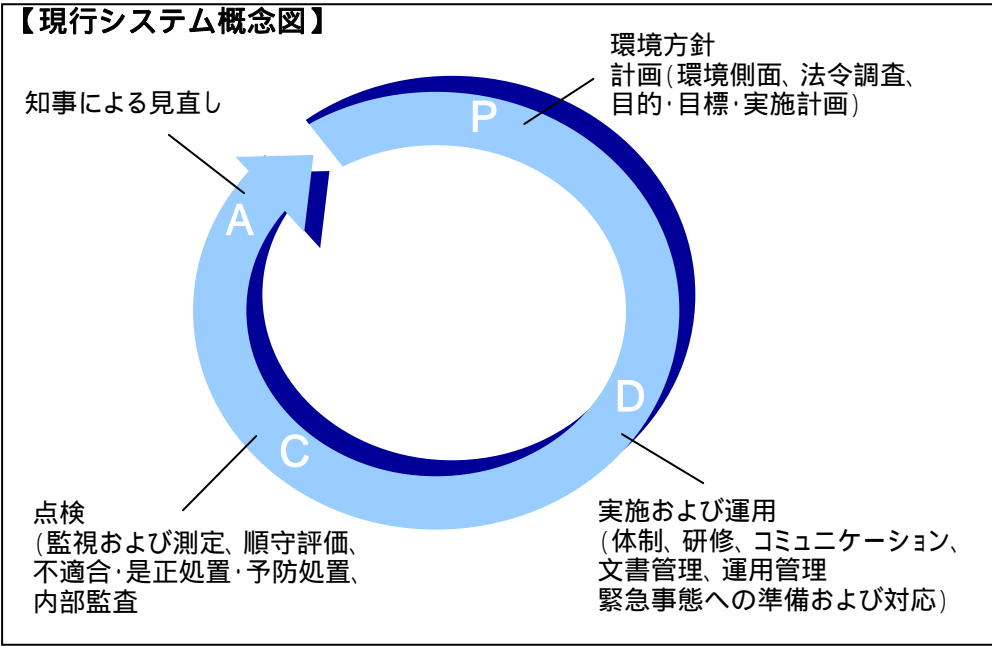 【現行システム概念図】
環境方針
計画(環境側面、法令調査、
目的・目標・実施計画)
知事による見直し
P
A
D
C
点検
(監視および測定、順守評価、
不適合・是正処置・予防処置、
内部監査
実施および運用
(体制、研修、コミュニケーション、
文書管理、運用管理
緊急事態への準備および対応)